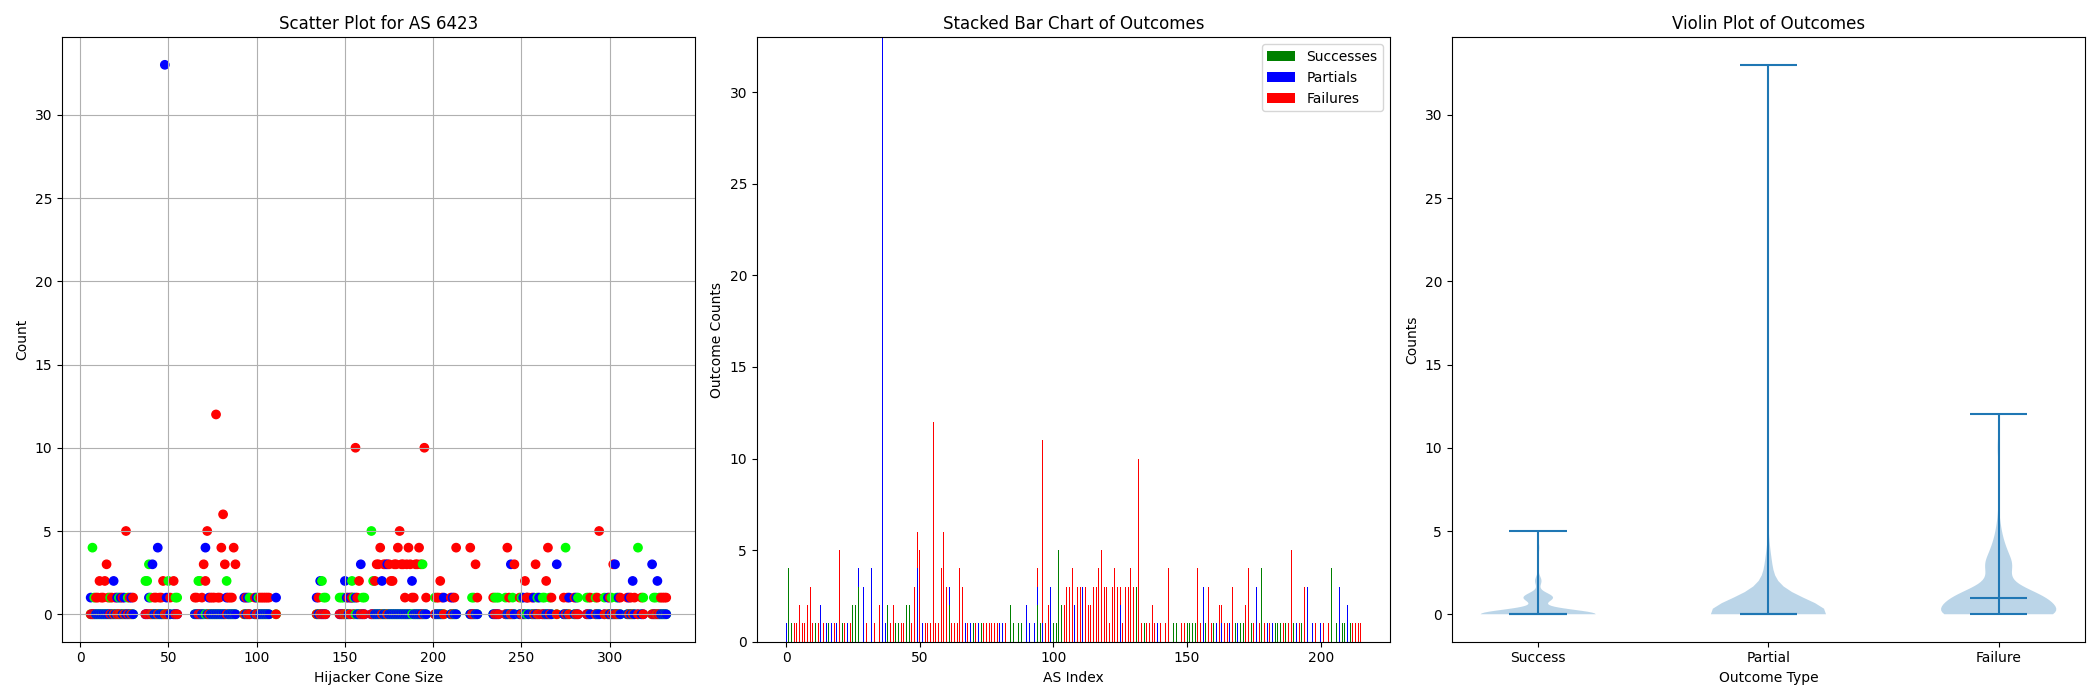 Scatter Plot for AS 6423
Count
30
25
20
15
10
5
0
0 50 100 150 200 250 300
Hijacker Cone Size
Stacked Bar Chart of Outcomes
Successes
Partials
Failures
Outcome Counts
30
25
20
15
10
5
0
0 50 100 150 200
AS Index
Violin Plot of Outcomes
Counts
30
25
20
15
10
5
0
Success Partial Failure
Outcome Type